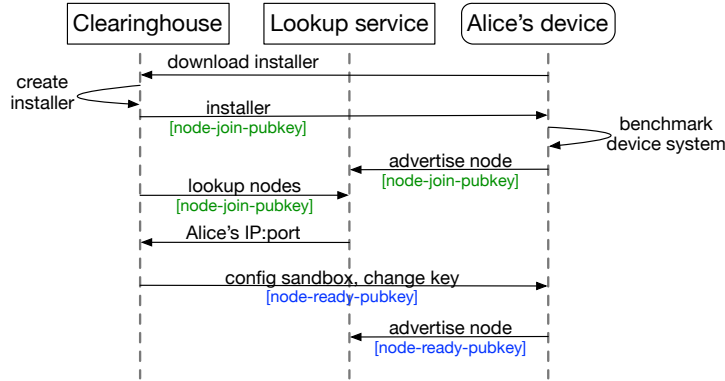 Clearinghouse
Lookup service
Alice's device
download installer
create
installer
installer
[node-join-pubkey]
benchmark
device system
advertise node
[node-join-pubkey]
lookup nodes
[node-join-pubkey]
Alice's IP:port
config sandbox, change key
[node-ready-pubkey]
advertise node
[node-ready-pubkey]